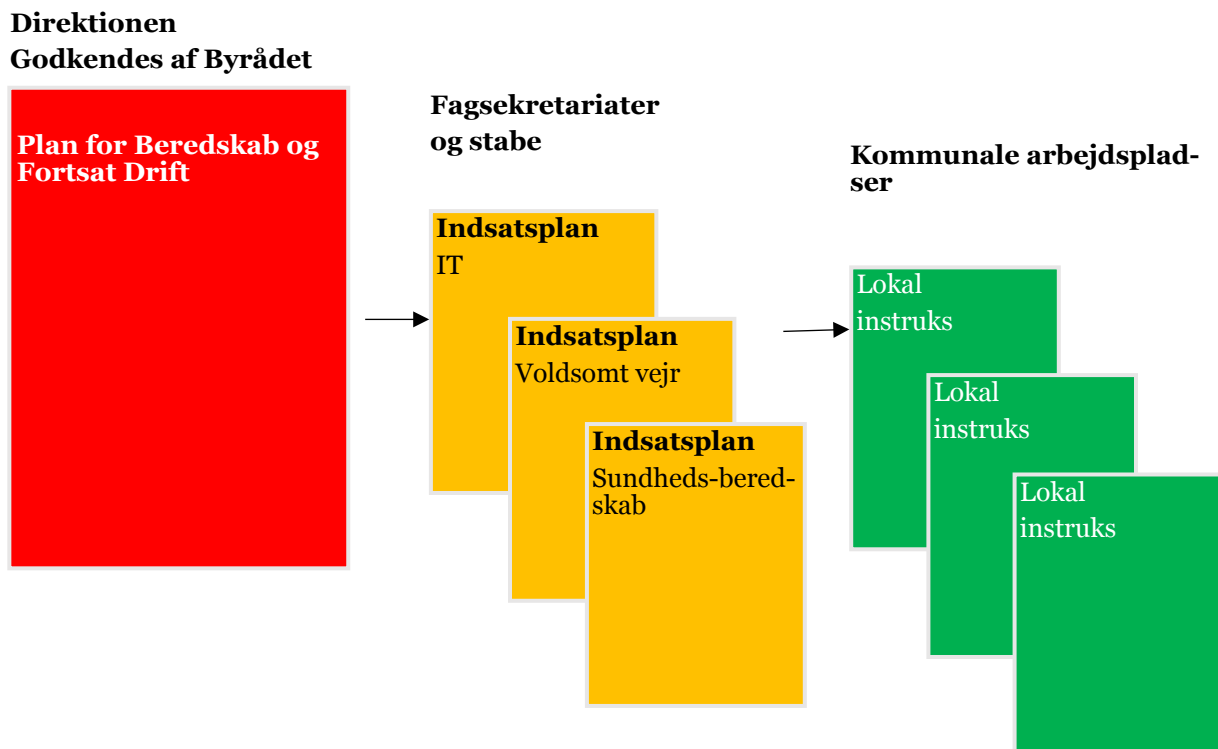 Direktionen
Godkendes af Byrådet
Plan for Beredskab og
Fortsat Drift
Fagsekretariater
og stabe
Indsatsplan
IT
Indsatsplan
Voldsomt vejr
Indsatsplan
Sundheds-bered-
skab
Kommunale arbejdsplad-
ser
Lokal
instruks
Lokal
instruks
Lokal
instruks